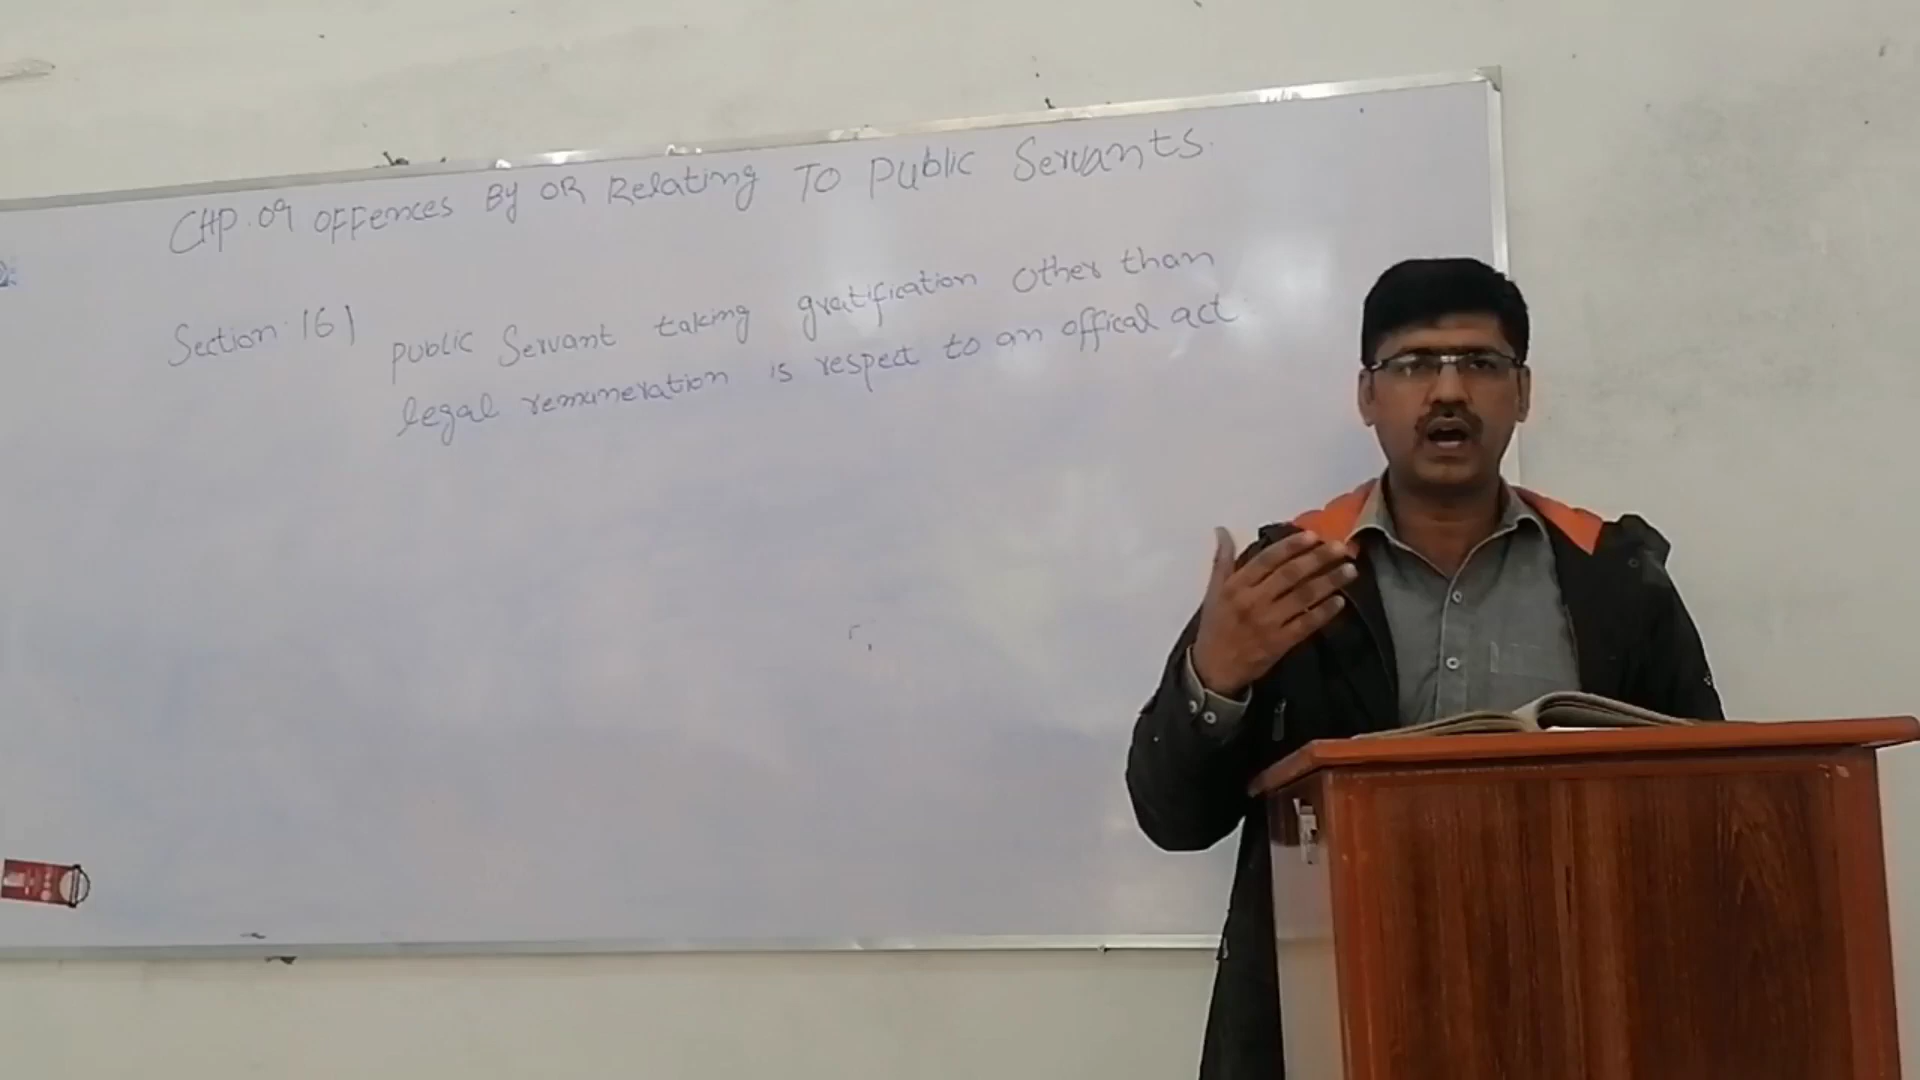 CHP.09 OFFences By OR Relating To Public Servants.
Section 161 public Servant taking gratification other than
legal remuneration is respect to an offical act